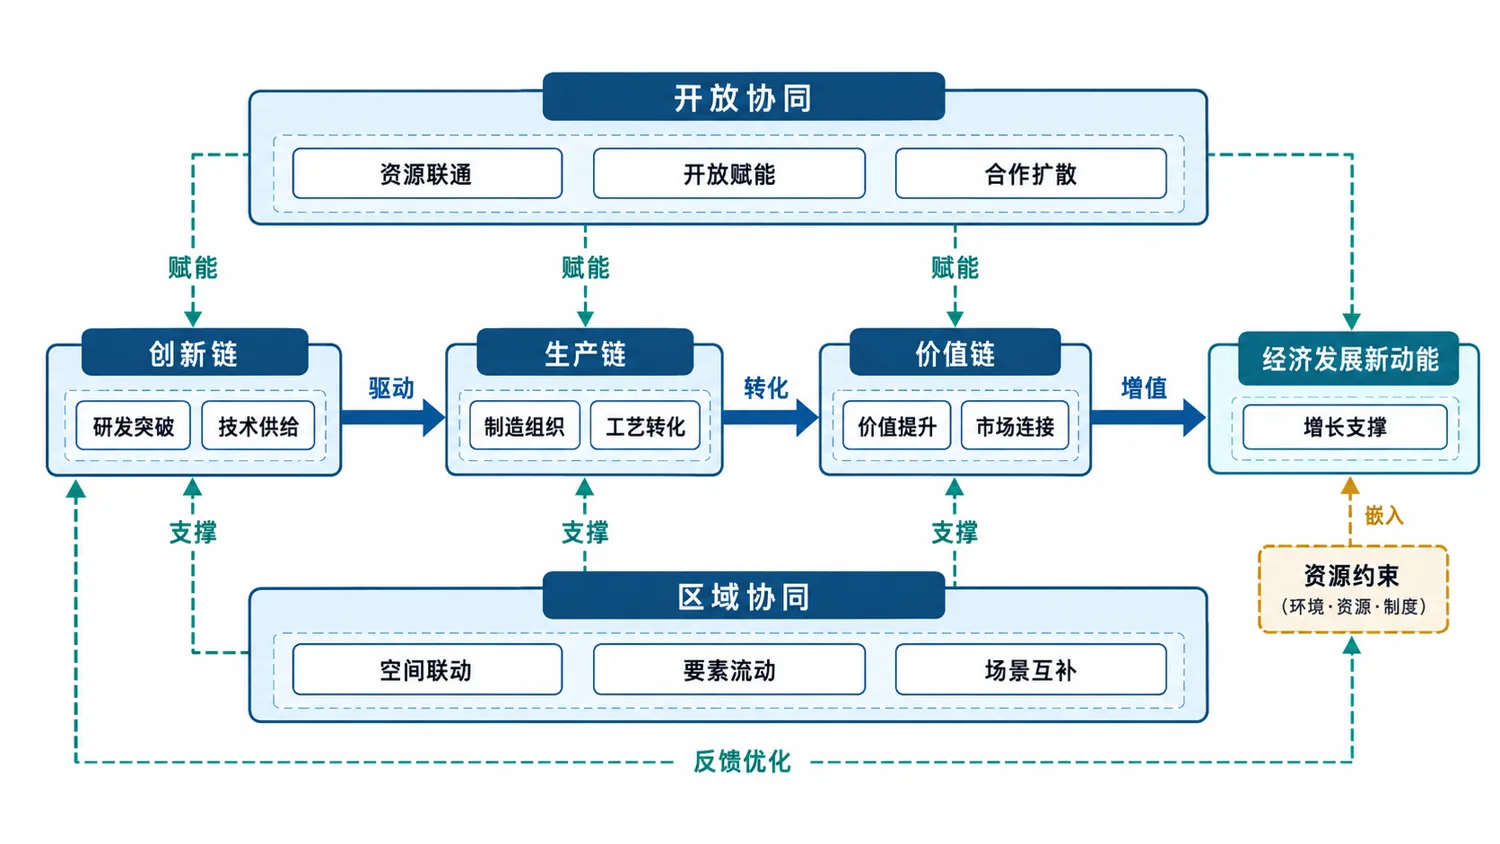 开放协同
资源联通
开放赋能
合作扩散
赋能
赋能
赋能
创新链
研发突破
技术供给
驱动
生产链
制造组织
工艺转化
转化
价值链
价值提升
市场连接
增值
经济发展新动能
增长支撑
支撑
支撑
支撑
嵌入
资源约束
（环境·资源·制度）
区域协同
空间联动
要素流动
场景互补
反馈优化